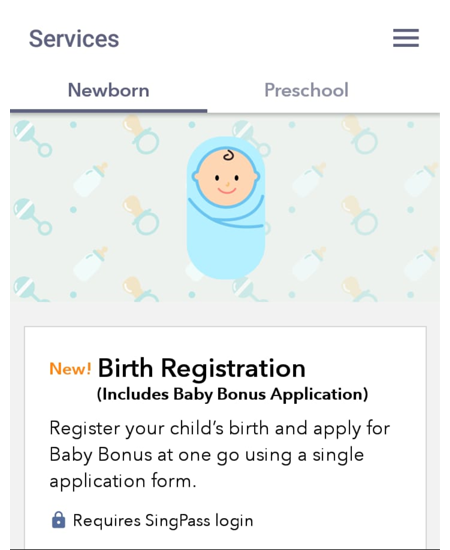 Services
Newborn
Preschool
New! Birth Registration
(Includes Baby Bonus Application)
Register your child’s birth and apply for
Baby Bonus at one go using a single
application form.
Requires SingPass login